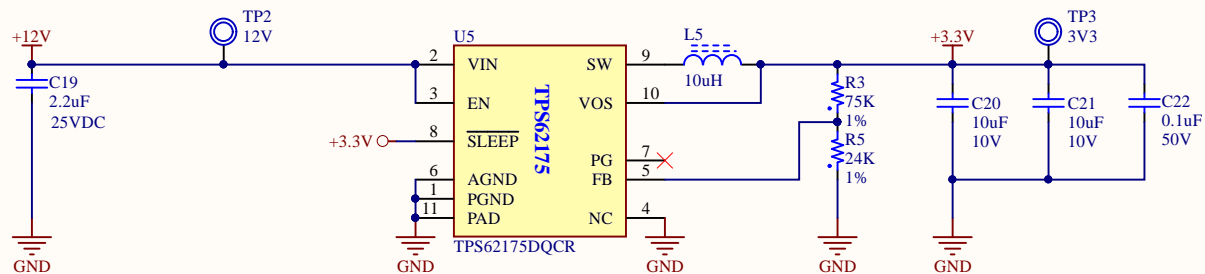 TP2
12V
TP3
3V3
+12V
C19
2.2uF
25VDC
U5
2
VIN
3
EN
+3.3V
8
SLEEP
6
AGND
1
PGND
11
PAD
TPS62175
SW
9
VOS
10
PG
7
FB
5
NC
4
TPS62175DQCR
L5
10uH
R3
75K
1%
R5
24K
1%
+3.3V
C20
10uF
10V
C21
10uF
10V
C22
0.1uF
50V
GND
GND
GND
GND
GND